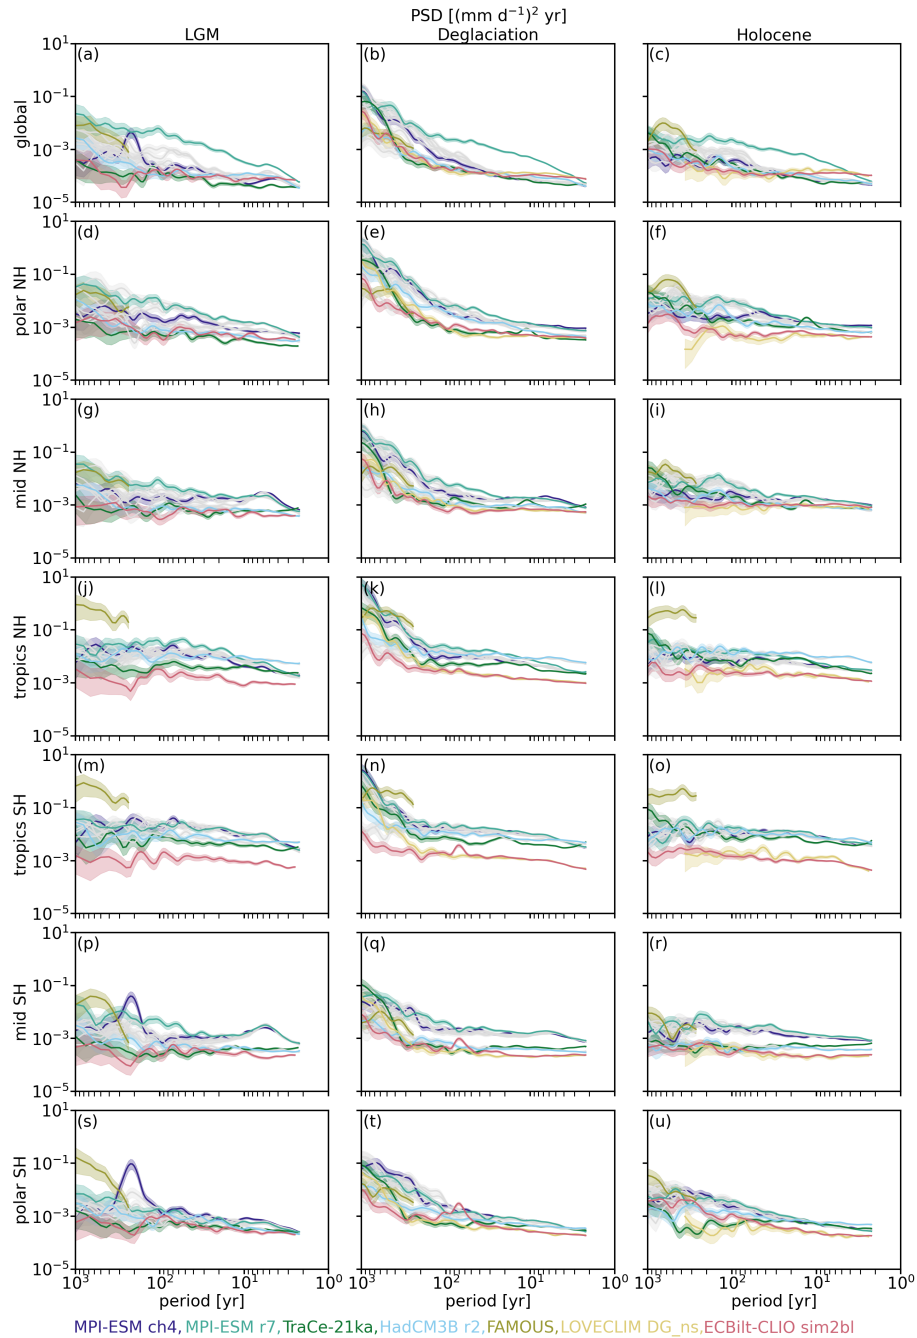 PSD [(mm d⁻¹)² yr]
LGM Deglaciation Holocene
(a) (b) (c)
global
10¹
10⁻¹
10⁻³
10⁻⁵
(d) (e) (f)
polar NH
10¹
10⁻¹
10⁻³
10⁻⁵
(g) (h) (i)
mid NH
10¹
10⁻¹
10⁻³
10⁻⁵
(j) (k) (l)
tropics NH
10¹
10⁻¹
10⁻³
10⁻⁵
(m) (n) (o)
tropics SH
10¹
10⁻¹
10⁻³
10⁻⁵
(p) (q) (r)
mid SH
10¹
10⁻¹
10⁻³
10⁻⁵
(s) (t) (u)
polar SH
10¹
10⁻¹
10⁻³
10⁻⁵
10³ 10² 10¹ 10⁰ 10³ 10² 10¹ 10⁰ 10³ 10² 10¹ 10⁰
period [yr] period [yr] period [yr]
MPI-ESM ch4, MPI-ESM r7, TraCe-21ka, HadCM3B r2, FAMOUS, LOVECLIM DG_ns, ECBilt-CLIO sim2bl